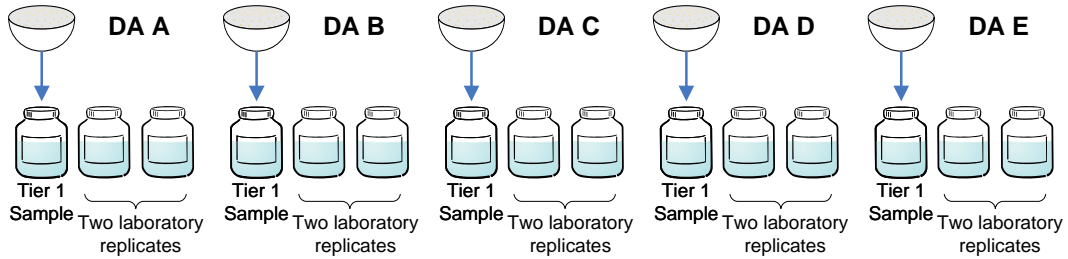 DA A
DA B
DA C
DA D
DA E
Tier 1
Sample
Two laboratory
replicates
Tier 1
Sample
Two laboratory
replicates
Tier 1
Sample
Two laboratory
replicates
Tier 1
Sample
Two laboratory
replicates
Tier 1
Sample
Two laboratory
replicates